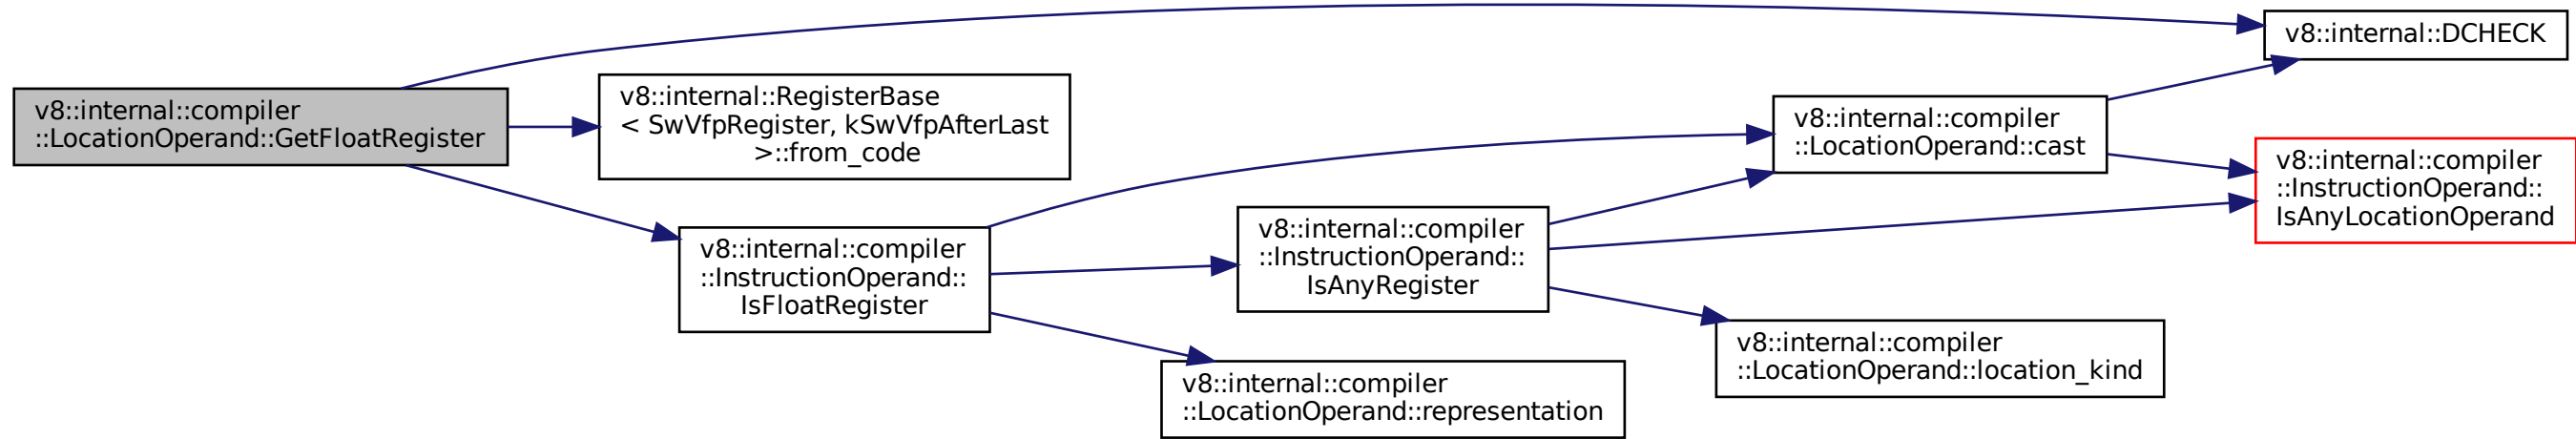 v8::internal::compiler
::LocationOperand::GetFloatRegister
v8::internal::RegisterBase
< SwVfpRegister, kSwVfpAfterLast
>::from_code
v8::internal::compiler
::InstructionOperand::
IsFloatRegister
v8::internal::compiler
::InstructionOperand::
IsAnyRegister
v8::internal::compiler
::LocationOperand::representation
v8::internal::compiler
::LocationOperand::cast
v8::internal::compiler
::LocationOperand::location_kind
v8::internal::DCHECK
v8::internal::compiler
::InstructionOperand::
IsAnyLocationOperand